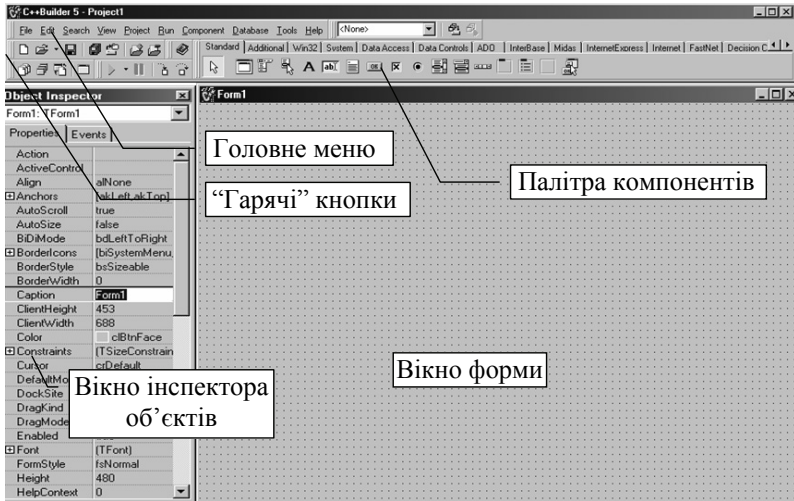 C++Builder 5 - Project1
File Edit Search View Project Run Component Database Tools Help <None>
Standard Additional Win32 System Data Access Data Controls ADO InterBase Midas InternetExpress Internet FastNet Decision C
Object Inspector
Form1: TForm1
Properties Events
Action
ActiveControl
Align alNone
Anchors [akLeft,akTop]
AutoScroll true
AutoSize false
BiDiMode bdLeftToRight
BorderIcons [biSystemMenu,
BorderStyle bsSizeable
BorderWidth 0
Caption Form1
ClientHeight 453
ClientWidth 688
Color clBtnFace
Constraints (TSizeConstrain
Cursor crDefault
DefaultMo
DockSite
DragKind
DragMode
Enabled
Font (TFont)
FormStyle fsNormal
Height 480
HelpContext 0
Form1
Головне меню
“Гарячі” кнопки
Палітра компонентів
Вікно форми
Вікно інспектора
об’єктів